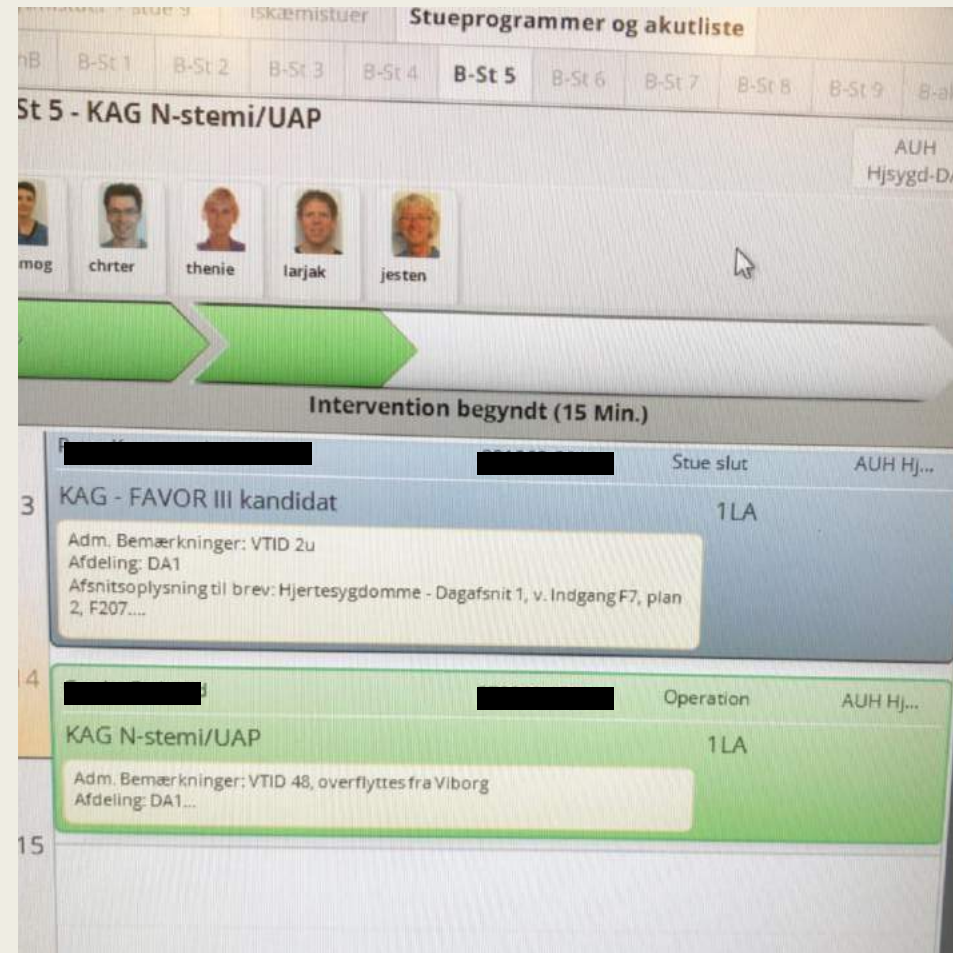 Iskæmistuer
Stueprogrammer og akutliste
B-St 1 B-St 2 B-St 3 B-St 4 B-St 5 B-St 6 B-St 7 B-St 8 B-St 9
St 5 - KAG N-stemi/UAP
AUH
Hjsygd-DA
mog chrter thenie larjak jesten
Intervention begyndt (15 Min.)
Stue slut AUH Hj...
3 KAG - FAVOR III kandidat 1LA
Adm. Bemærkninger: VTID 2u
Afdeling: DA1
Afsnitsoplysning til brev: Hjertesygdomme - Dagafsnit 1, v. Indgang F7, plan
2, F207....
4 Operation AUH Hj...
KAG N-stemi/UAP 1LA
Adm. Bemærkninger: VTID 48, overflyttes fra Viborg
Afdeling: DA1...
15